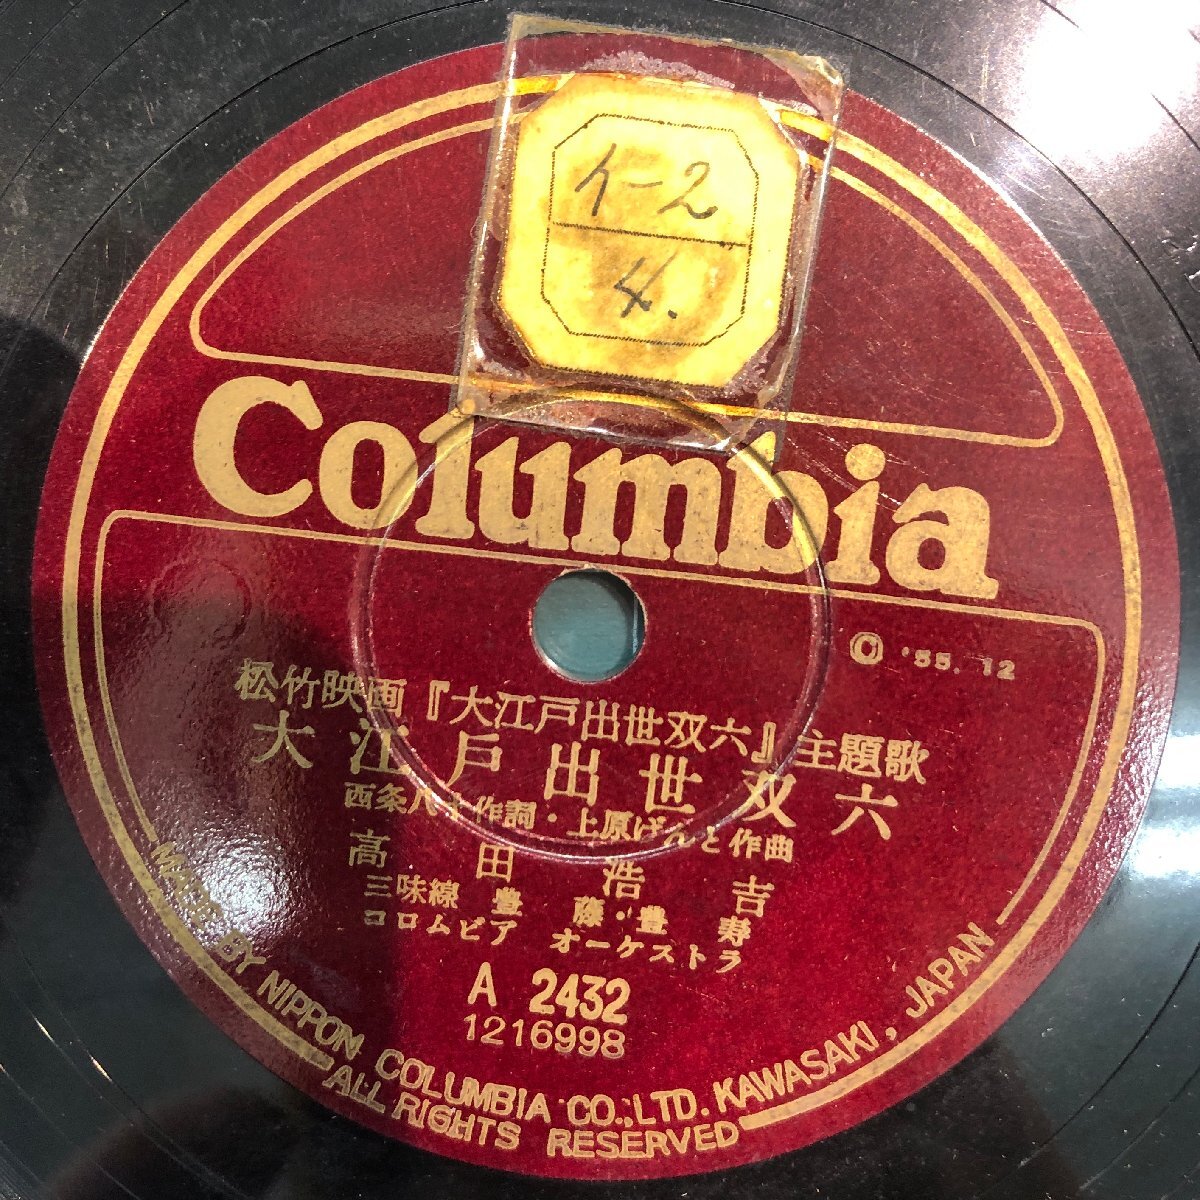 イ-2
4.
Columbia
Ⓒ '55. 12
松竹映画『大江戸出世双六』主題歌
大江戸出世双六
西条八十作詞・上原げんと作曲
高田浩吉
三味線 豊藤・豊寿
コロムビア オーケストラ
A 2432
1216998
MADE BY NIPPON COLUMBIA CO., LTD. KAWASAKI, JAPAN
ALL RIGHTS RESERVED